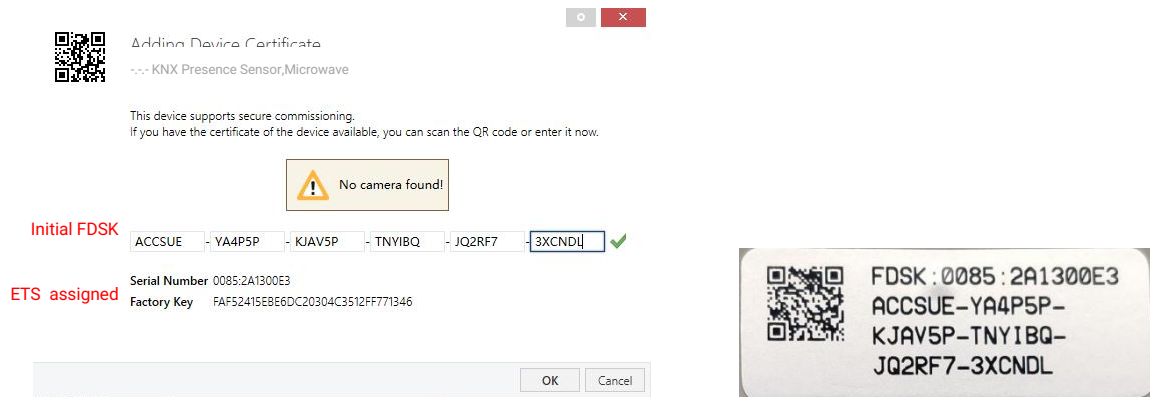 Adding Device Certificate
-.-.- KNX Presence Sensor,Microwave
This device supports secure commissioning.
If you have the certificate of the device available, you can scan the QR code or enter it now.
No camera found!
Initial FDSK
ACCSUE - YA4P5P - KJAV5P - TNYIBQ - JQ2RF7 - 3XCNDL
Serial Number 0085:2A1300E3
ETS assigned
Factory Key FAF52415EBE6DC20304C3512FF771346
OK Cancel
FDSK:0085:2A1300E3
ACCSUE-YA4P5P-
KJAV5P-TNYIBQ-
JQ2RF7-3XCNDL